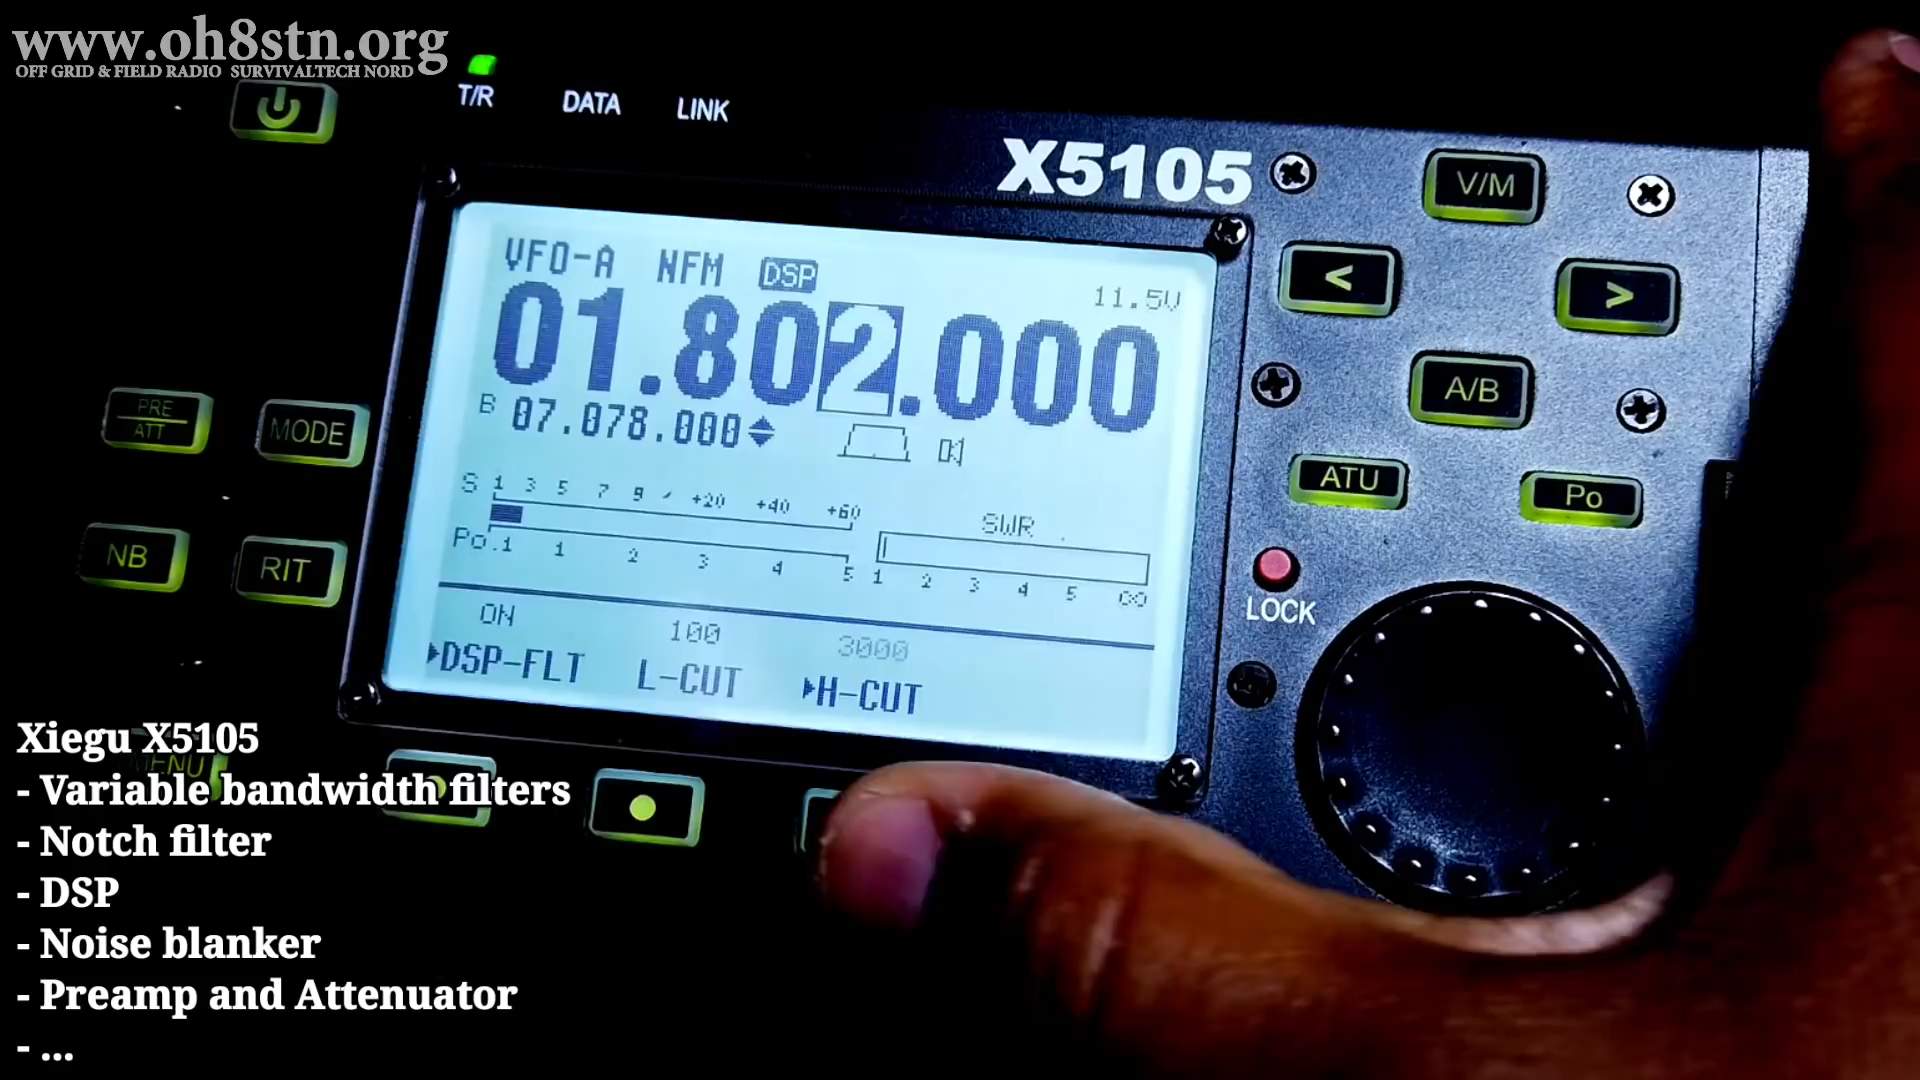 www.oh8stn.org
OFF GRID & FIELD RADIO SURVIVALTECH NORD
T/R DATA LINK
X5105
V/M
< >
A/B
ATU Po
LOCK
PRE
ATT
MODE
NB RIT
MENU
VFO-A NFM DSP
11.5V
01.802.000
B 07.078.000
S 1 3 5 7 9 +20 +40 +60
Po .1 1 2 3 4 5
SWR
1 2 3 4 5 ∞
ON 100 3000
DSP-FLT L-CUT H-CUT
Xiegu X5105
- Variable bandwidth filters
- Notch filter
- DSP
- Noise blanker
- Preamp and Attenuator
- ...